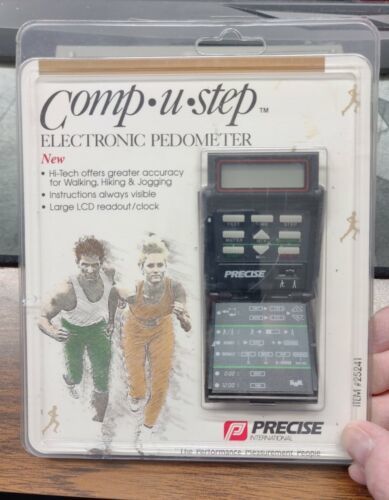 Comp•u•step™
ELECTRONIC PEDOMETER
New
• Hi-Tech offers greater accuracy
for Walking, Hiking & Jogging
• Instructions always visible
• Large LCD readout/clock
PRECISE
ITEM #25241
PRECISE
INTERNATIONAL
The Performance Measurement People